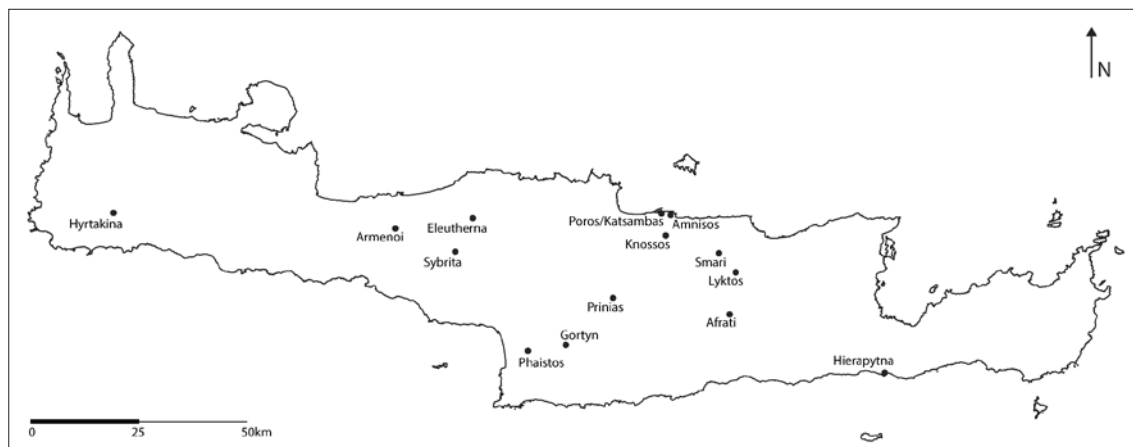 N
Poros/Katsambas
Amnisos
Hyrtakina
Eleutherna
Armenoi
Knossos
Sybrita
Smari
Lyktos
Prinias
Afrati
Gortyn
Phaistos
Hierapytna
0
25
50km